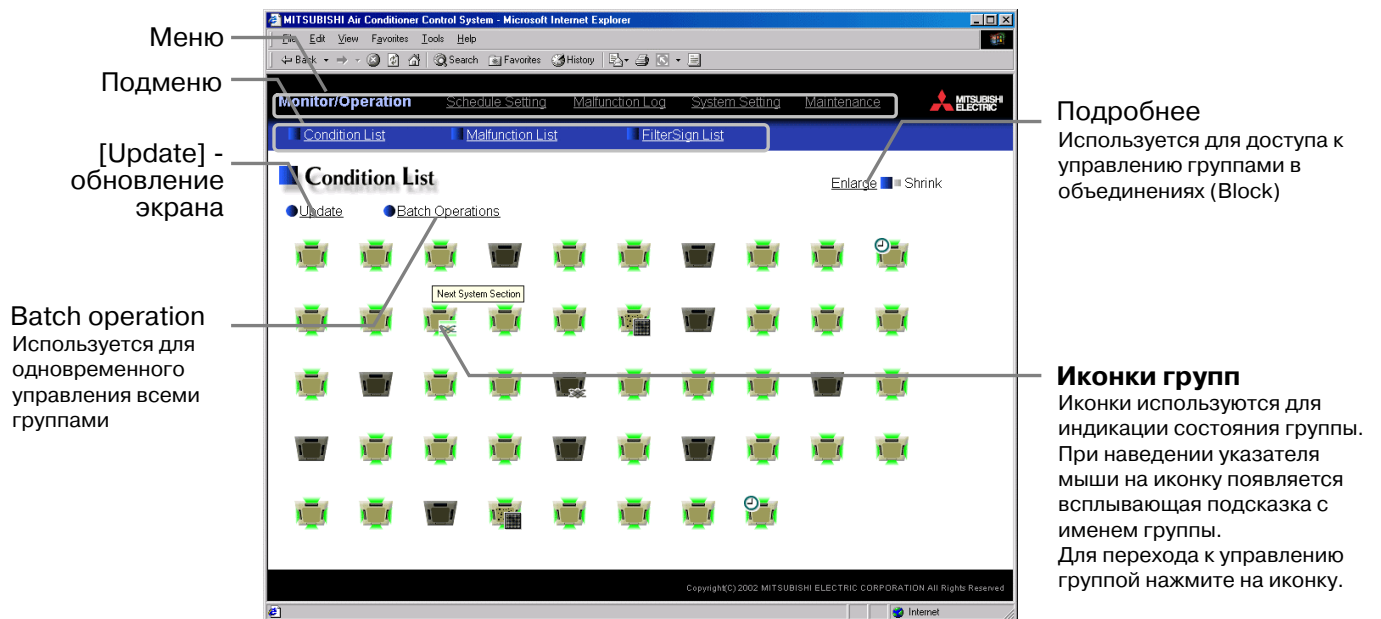 Меню
Подменю
[Update] -
обновление
экрана
Batch operation
Используется для
одновременного
управления всеми
группами
MITSUBISHI Air Conditioner Control System - Microsoft Internet Explorer
File Edit View Favorites Tools Help
Back Search Favorites History
Monitor/Operation Schedule Setting Malfunction Log System Setting Maintenance
MITSUBISHI
ELECTRIC
Condition List Malfunction List FilterSign List
Condition List
Enlarge Shrink
Update Batch Operations
Next System Section
Copyright(C) 2002 MITSUBISHI ELECTRIC CORPORATION All Rights Reserved
Internet
Подробнее
Используется для доступа к
управлению группами в
объединениях (Block)
Иконки групп
Иконки используются для
индикации состояния группы.
При наведении указателя
мыши на иконку появляется
всплывающая подсказка с
именем группы.
Для перехода к управлению
группой нажмите на иконку.